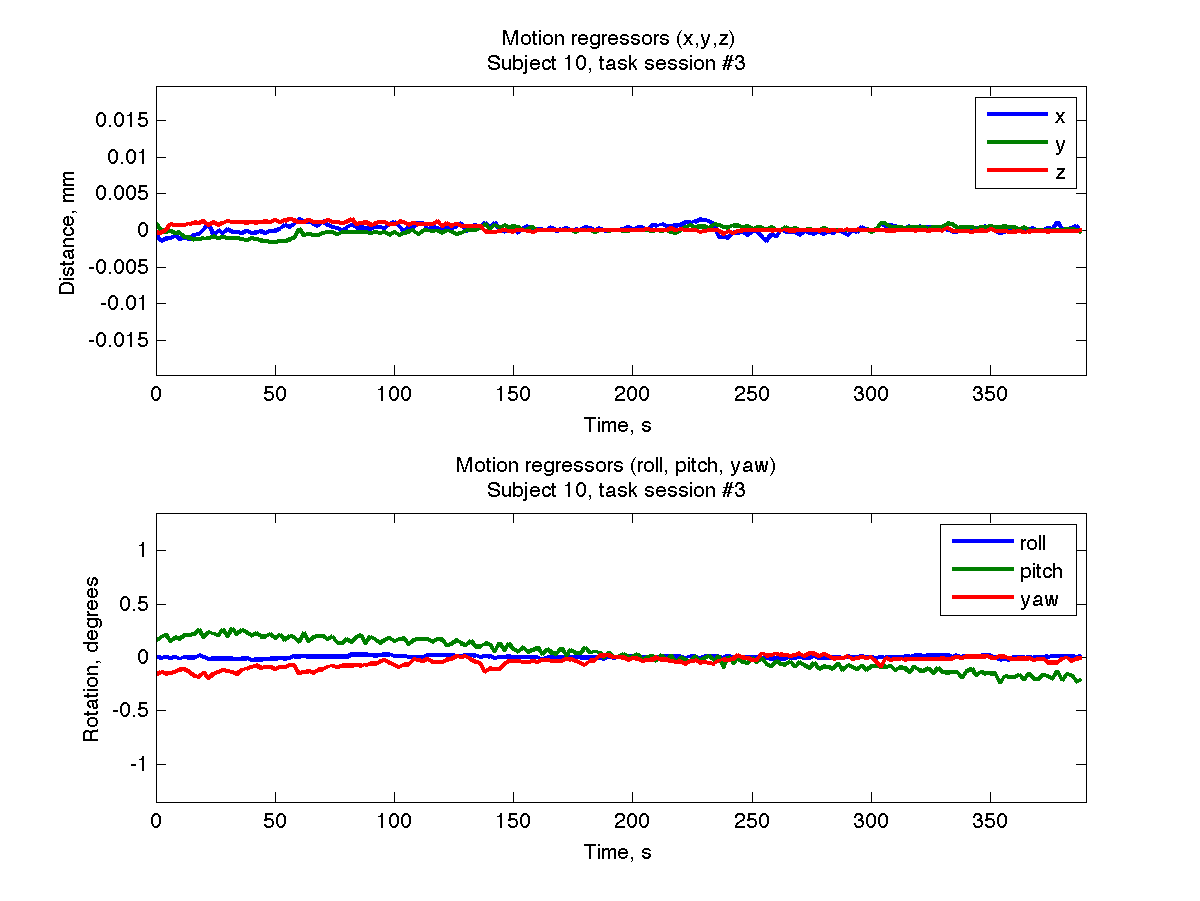 Motion regressors (x,y,z)
Subject 10, task session #3
0.015
0.01
0.005
0
-0.005
-0.01
-0.015
Distance, mm
x
y
z
0 50 100 150 200 250 300 350
Time, s
Motion regressors (roll, pitch, yaw)
Subject 10, task session #3
1
0.5
0
-0.5
-1
Rotation, degrees
roll
pitch
yaw
0 50 100 150 200 250 300 350
Time, s